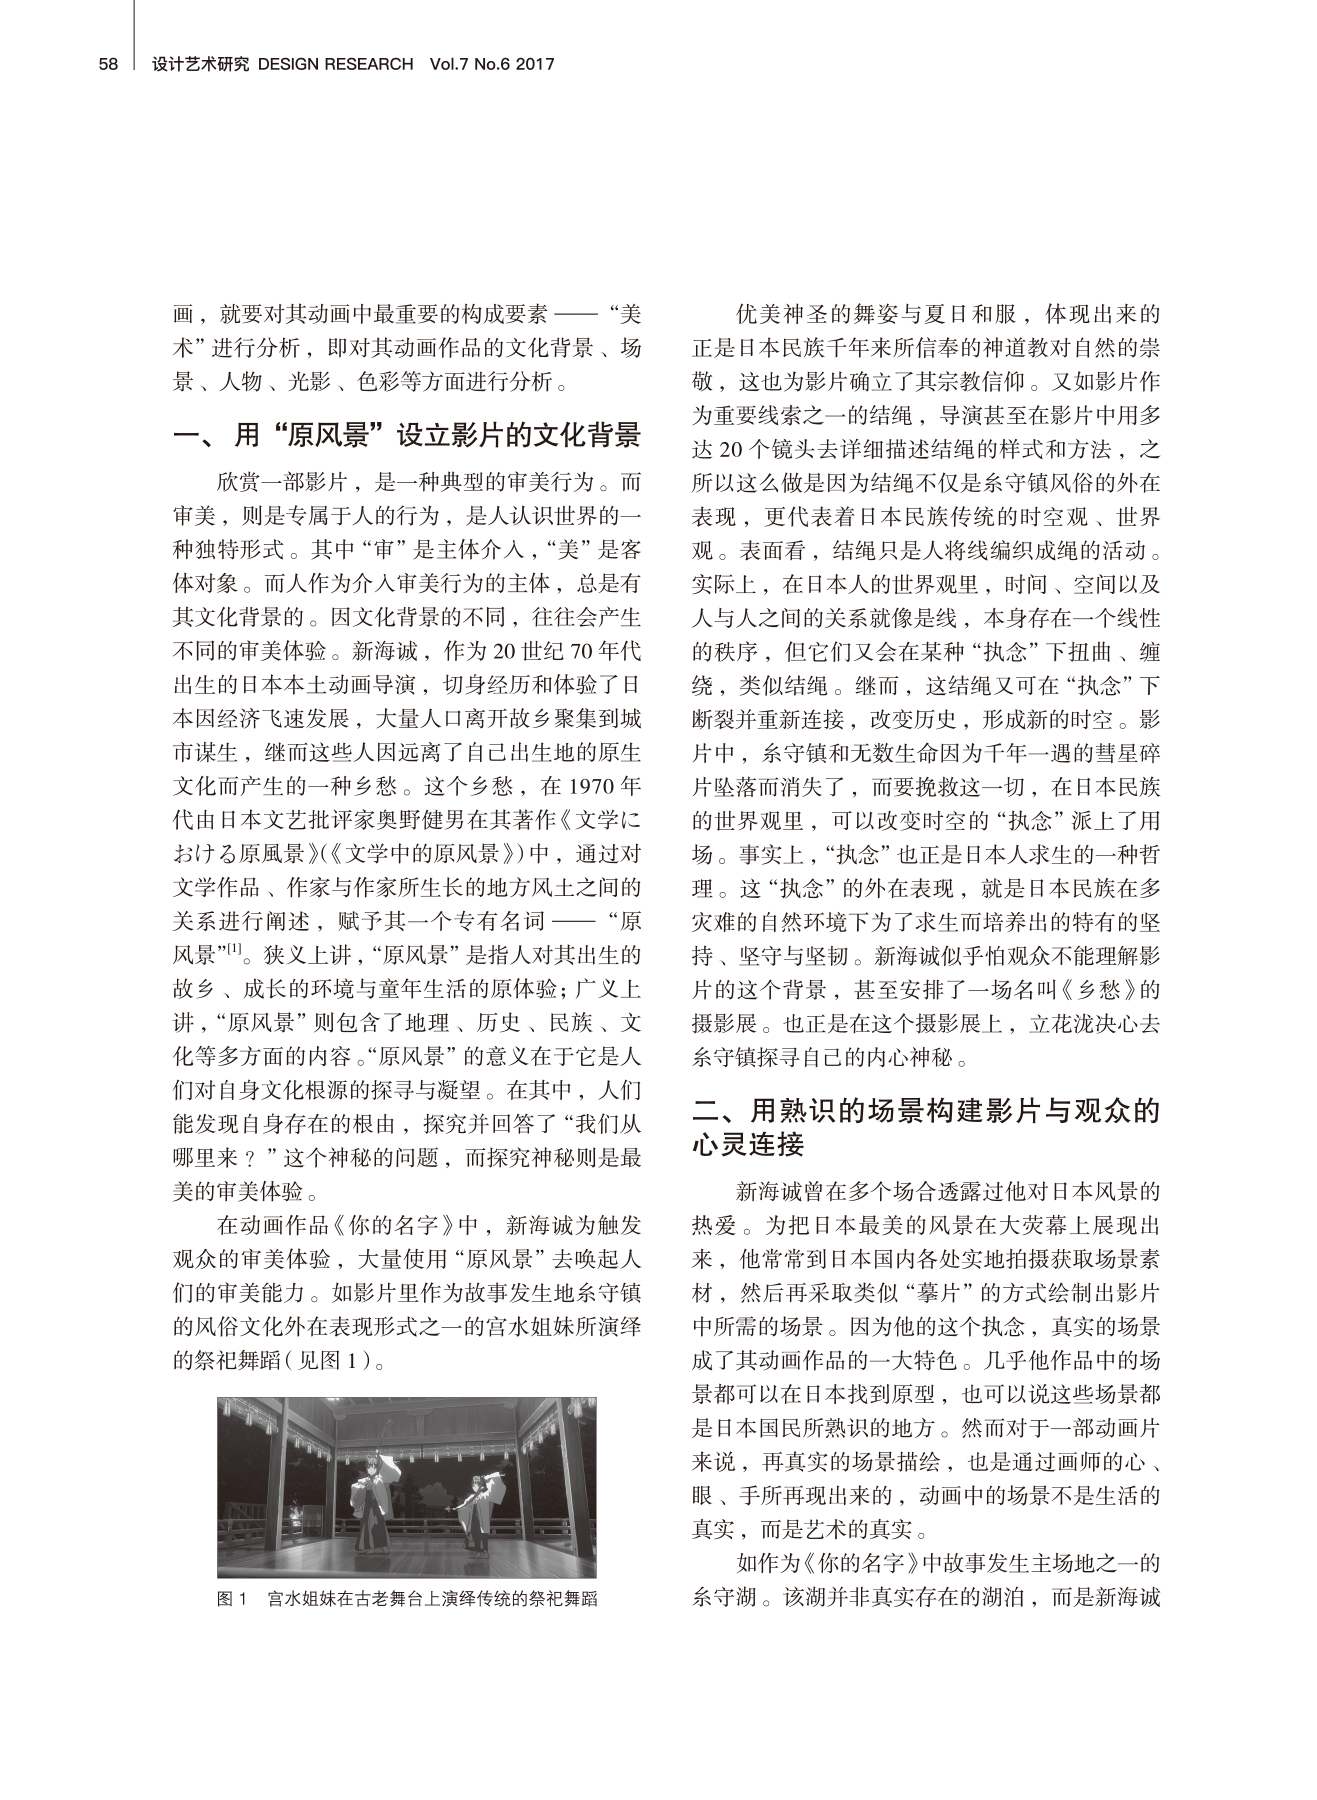 58 设计艺术研究 DESIGN RESEARCH Vol.7 No.6 2017
画，就要对其动画中最重要的构成要素——“美
术”进行分析，即对其动画作品的文化背景、场
景、人物、光影、色彩等方面进行分析。
一、用“原风景”设立影片的文化背景
欣赏一部影片，是一种典型的审美行为。而
审美，则是专属于人的行为，是人认识世界的一
种独特形式。其中“审”是主体介入，“美”是客
体对象。而人作为介入审美行为的主体，总是有
其文化背景的。因文化背景的不同，往往会产生
不同的审美体验。新海诚，作为 20 世纪 70 年代
出生的日本本土动画导演，切身经历和体验了日
本因经济飞速发展，大量人口离开故乡聚集到城
市谋生，继而这些人因远离了自己出生地的原生
文化而产生的一种乡愁。这个乡愁，在 1970 年
代由日本文艺批评家奥野健男在其著作《文学に
おける原風景》(《文学中的原风景》)中，通过对
文学作品、作家与作家所生长的地方风土之间的
关系进行阐述，赋予其一个专有名词——“原
风景”[1]。狭义上讲，“原风景”是指人对其出生的
故乡、成长的环境与童年生活的原体验；广义上
讲，“原风景”则包含了地理、历史、民族、文
化等多方面的内容。“原风景”的意义在于它是人
们对自身文化根源的探寻与凝望。在其中，人们
能发现自身存在的根由，探究并回答了“我们从
哪里来？”这个神秘的问题，而探究神秘则是最
美的审美体验。
在动画作品《你的名字》中，新海诚为触发
观众的审美体验，大量使用“原风景”去唤起人
们的审美能力。如影片里作为故事发生地糸守镇
的风俗文化外在表现形式之一的宫水姐妹所演绎
的祭祀舞蹈(见图 1)。
图 1 宫水姐妹在古老舞台上演绎传统的祭祀舞蹈
优美神圣的舞姿与夏日和服，体现出来的
正是日本民族千年来所信奉的神道教对自然的崇
敬，这也为影片确立了其宗教信仰。又如影片作
为重要线索之一的结绳，导演甚至在影片中用多
达 20 个镜头去详细描述结绳的样式和方法，之
所以这么做是因为结绳不仅是糸守镇风俗的外在
表现，更代表着日本民族传统的时空观、世界
观。表面看，结绳只是人将线编织成绳的活动。
实际上，在日本人的世界观里，时间、空间以及
人与人之间的关系就像是线，本身存在一个线性
的秩序，但它们又会在某种“执念”下扭曲、缠
绕，类似结绳。继而，这结绳又可在“执念”下
断裂并重新连接，改变历史，形成新的时空。影
片中，糸守镇和无数生命因为千年一遇的彗星碎
片坠落而消失了，而要挽救这一切，在日本民族
的世界观里，可以改变时空的“执念”派上了用
场。事实上，“执念”也正是日本人求生的一种哲
理。这“执念”的外在表现，就是日本民族在多
灾难的自然环境下为了求生而培养出的特有的坚
持、坚守与坚韧。新海诚似乎怕观众不能理解影
片的这个背景，甚至安排了一场名叫《乡愁》的
摄影展。也正是在这个摄影展上，立花泷决心去
糸守镇探寻自己的内心神秘。
二、用熟识的场景构建影片与观众的
心灵连接
新海诚曾在多个场合透露过他对日本风景的
热爱。为把日本最美的风景在大荧幕上展现出
来，他常常到日本国内各处实地拍摄获取场景素
材，然后再采取类似“摹片”的方式绘制出影片
中所需的场景。因为他的这个执念，真实的场景
成了其动画作品的一大特色。几乎他作品中的场
景都可以在日本找到原型，也可以说这些场景都
是日本国民所熟识的地方。然而对于一部动画片
来说，再真实的场景描绘，也是通过画师的心、
眼、手所再现出来的，动画中的场景不是生活的
真实，而是艺术的真实。
如作为《你的名字》中故事发生主场地之一的
糸守湖。该湖并非真实存在的湖泊，而是新海诚